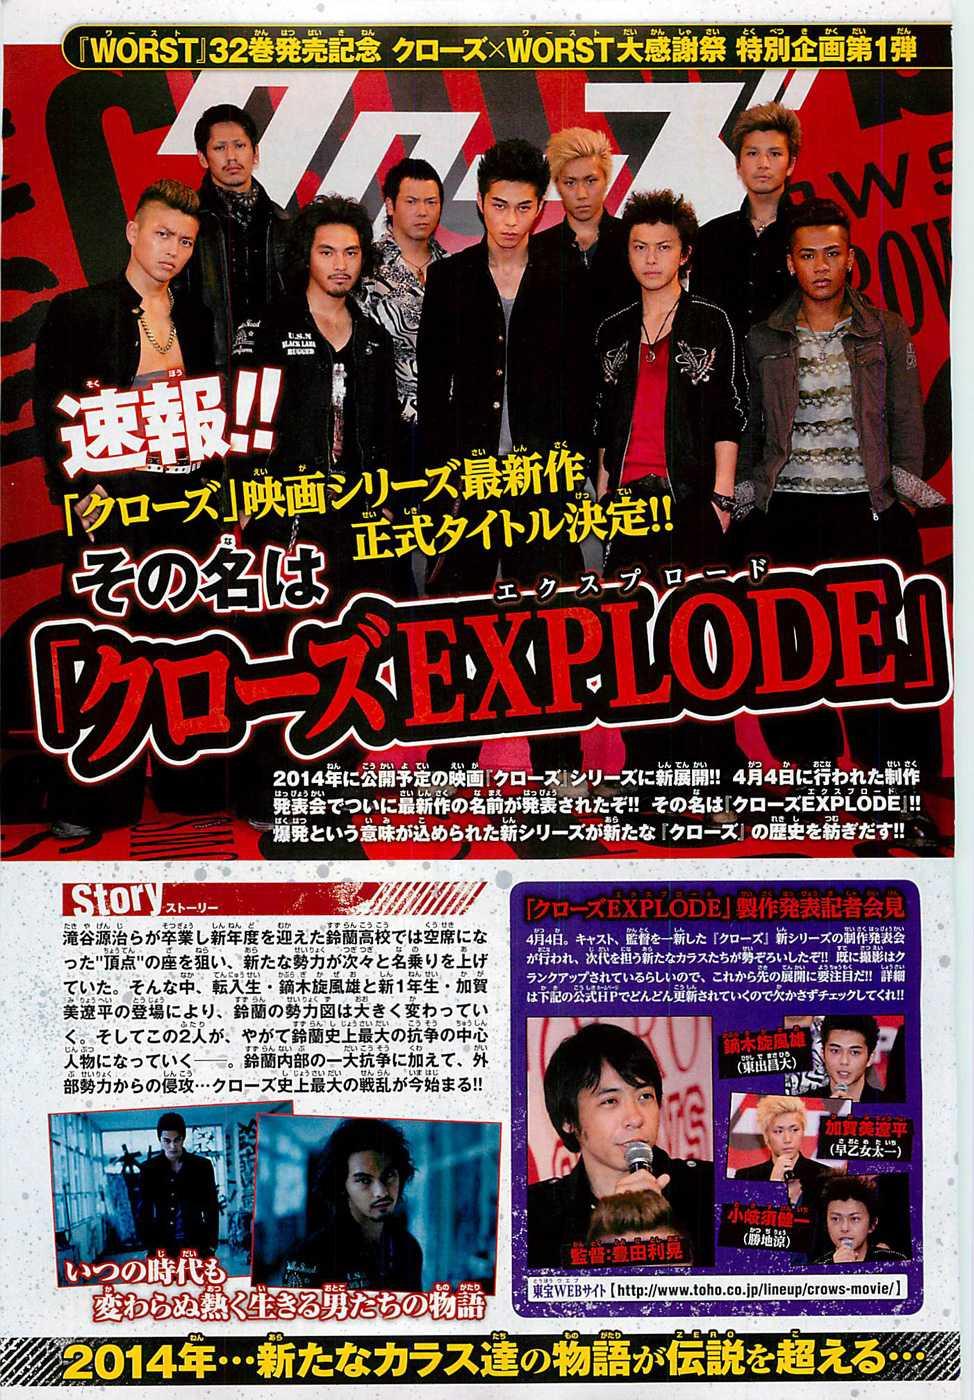 『WORST』32巻発売記念 クローズ×WORST大感謝祭 特別企画第1弾
クローズ
速報!!
「クローズ」映画シリーズ最新作
正式タイトル決定!!
その名は
エクスプロード
「クローズEXPLODE」
2014年に公開予定の映画『クローズ』シリーズに新展開!! 4月4日に行われた制作
発表会でついに最新作の名前が発表されたぞ!! その名は『クローズEXPLODE』!!
爆発という意味が込められた新シリーズが新たな『クローズ』の歴史を紡ぎだす!!
Story ストーリー
滝谷源治らが卒業し新年度を迎えた鈴蘭高校では空席にな
った"頂点"の座を狙い、新たな勢力が次々と名乗りを上げ
ていた。そんな中、転入生・鏑木旋風雄と新1年生・加賀
美遼平の登場により、鈴蘭の勢力図は大きく変わってい
く。そしてこの2人が、やがて鈴蘭史上最大の抗争の中心
人物になっていく――。鈴蘭内部の一大抗争に加えて、外
部勢力からの侵攻…クローズ史上最大の戦乱が今始まる!!
いつの時代も
変わらぬ熱く生きる男たちの物語
「クローズEXPLODE」製作発表記者会見
4月4日。キャスト、監督を一新した『クローズ』新シリーズの制作発表会
が行われ、次代を担う新たなカラスたちが勢ぞろいしたぞ!! 既に撮影はク
ランクアップされているらしいので、これから先の展開に要注目だ!! 詳細
は下記の公式HPでどんどん更新されていくので欠かさずチェックしてくれ!!
鏑木旋風雄
(東出昌大)
加賀美遼平
(早乙女太一)
小嶋須健一
(勝地涼)
監督:豊田利晃
東宝WEBサイト【http://www.toho.co.jp/lineup/crows-movie/】
2014年…新たなカラス達の物語が伝説を超える…